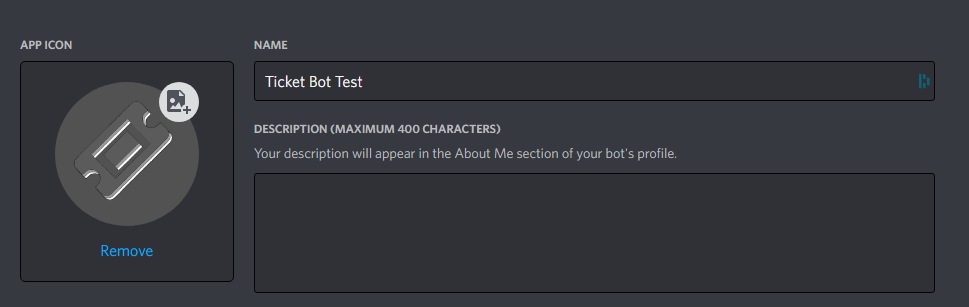 APP ICON
NAME
Ticket Bot Test
DESCRIPTION (MAXIMUM 400 CHARACTERS)
Your description will appear in the About Me section of your bot's profile.
Remove